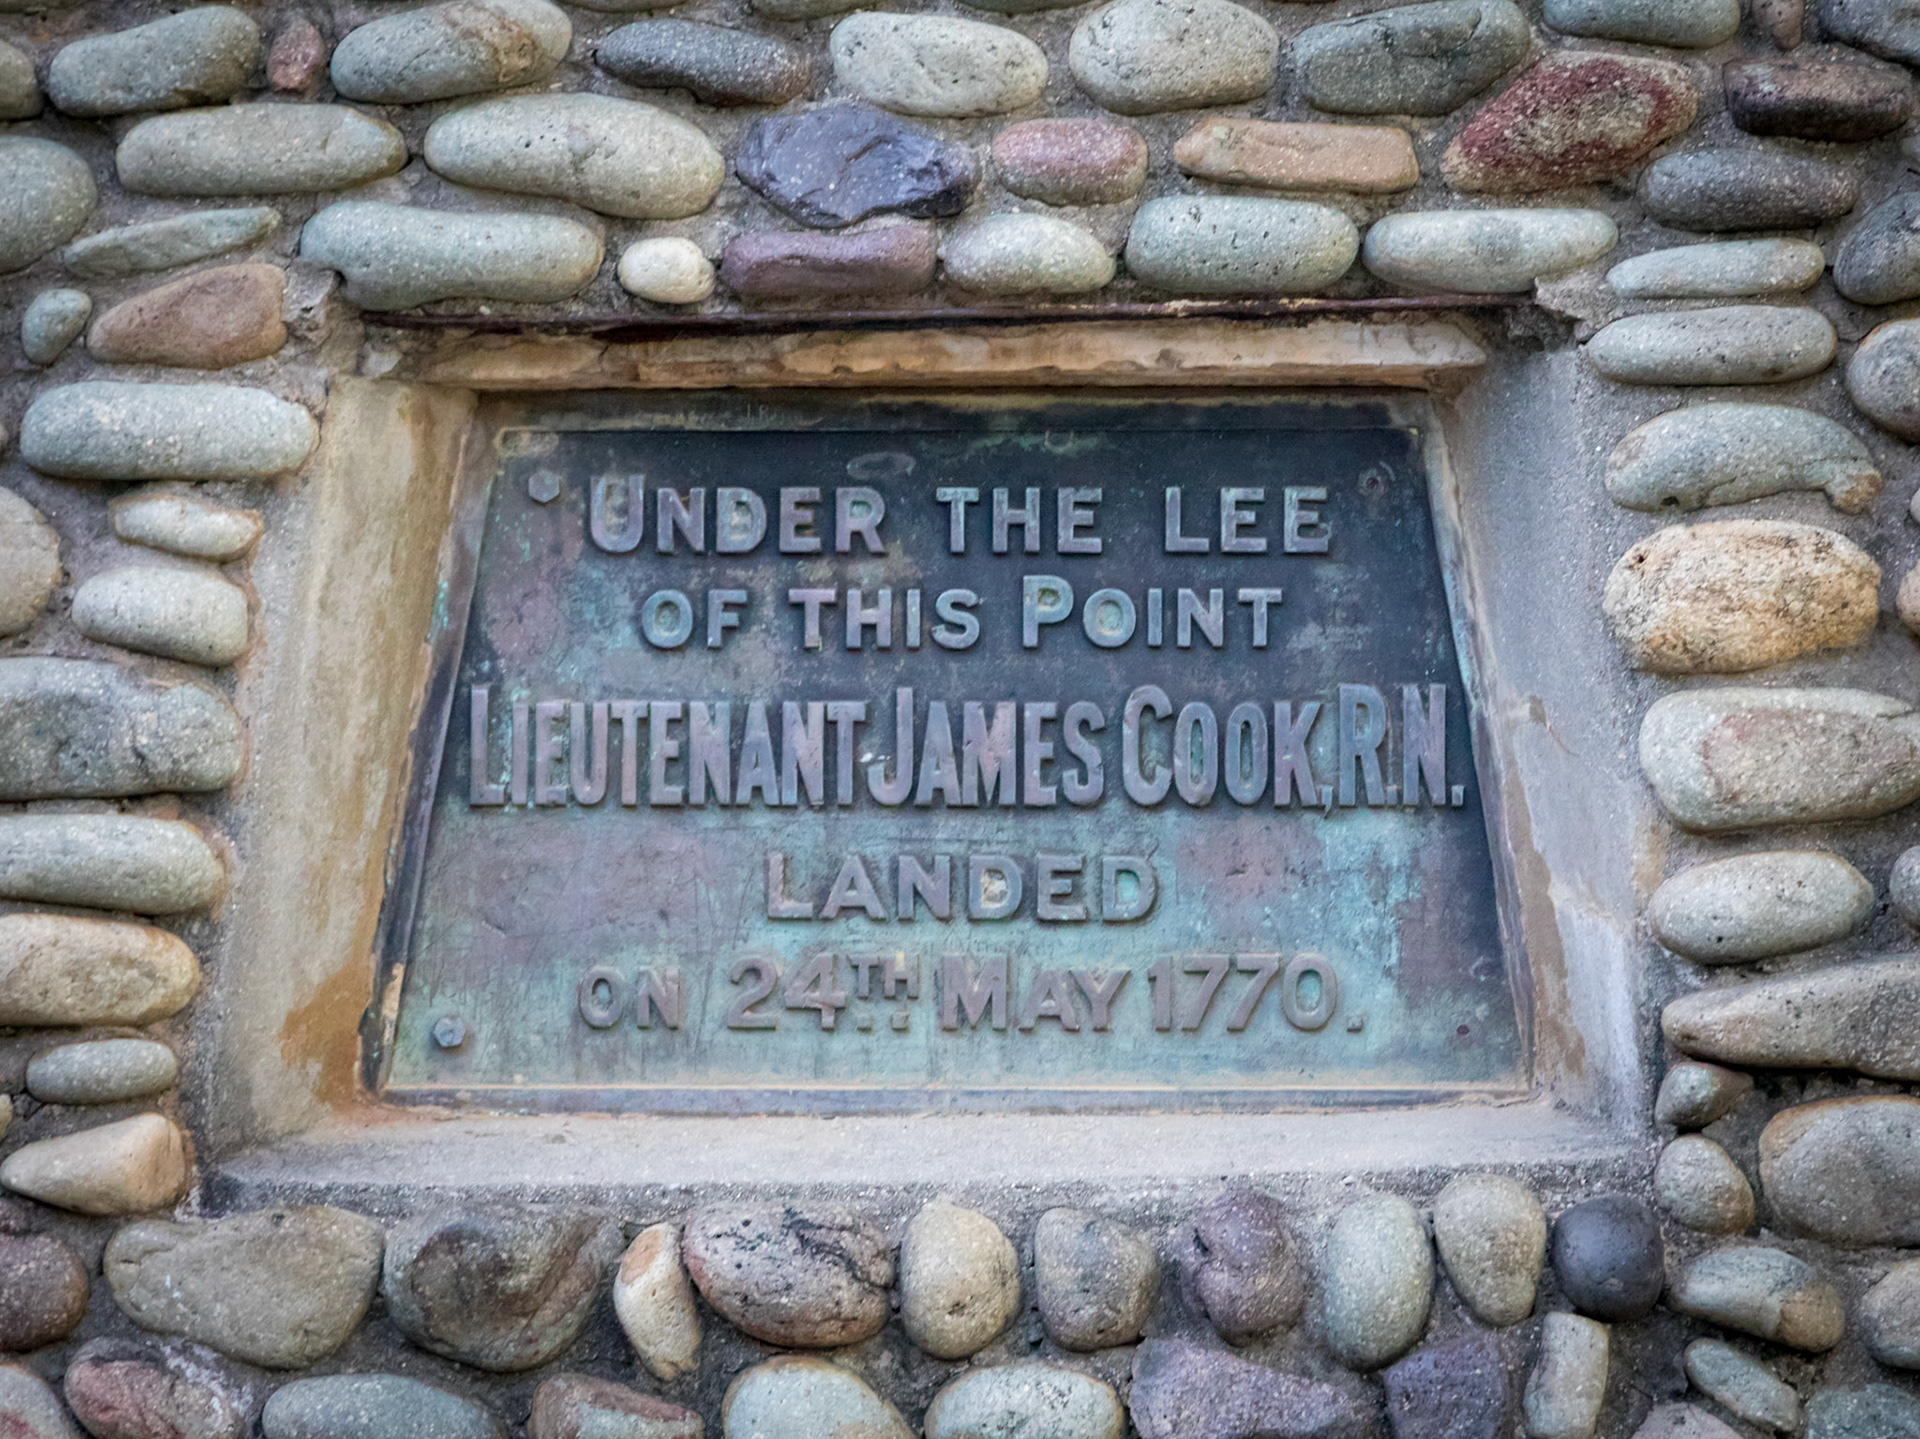 UNDER THE LEE
OF THIS POINT
LIEUTENANT JAMES COOK, R.N.
LANDED
ON 24TH MAY 1770.